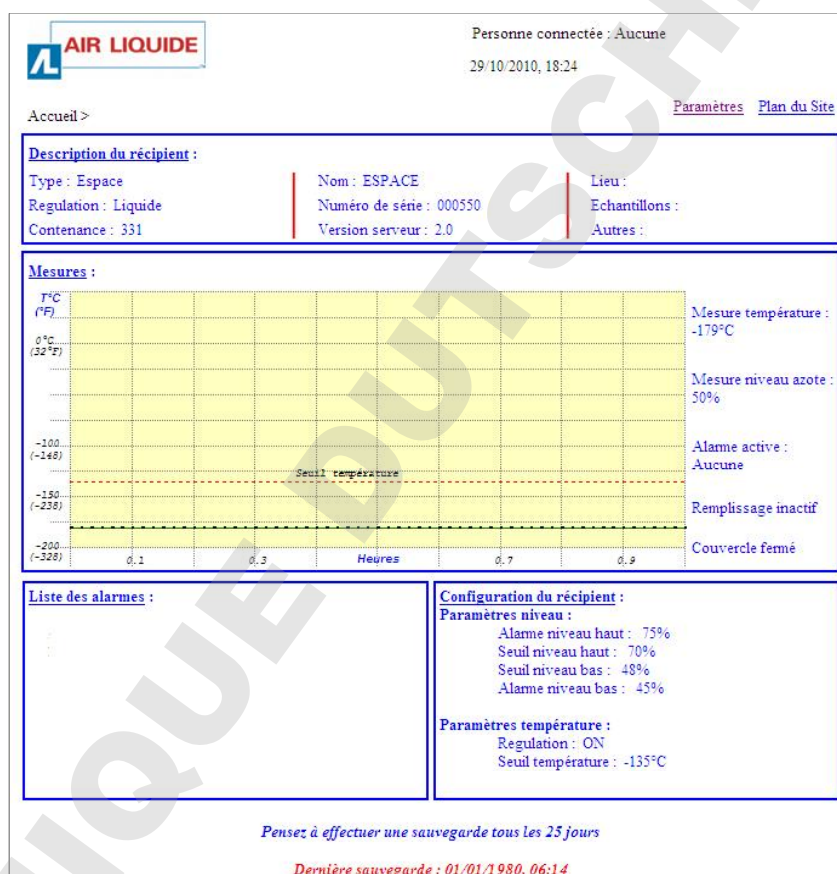 AIR LIQUIDE
Personne connectée : Aucune
29/10/2010, 18:24
Accueil >
Paramètres Plan du Site
Description du récipient :
Type : Espace
Nom : ESPACE
Lieu :
Regulation : Liquide
Numéro de série : 000550
Echantillons :
Contenance : 331
Version serveur : 2.0
Autres :
Mesures :
T°C
(°F)
0°C
(32°F)
-100
(-148)
-150
(-238)
-200
(-328)
Seuil température
0.1 0.3 Heures 0.7 0.9
Mesure température :
-179°C
Mesure niveau azote :
50%
Alarme active :
Aucune
Remplissage inactif
Couvercle fermé
Liste des alarmes :
Configuration du récipient :
Paramètres niveau :
Alarme niveau haut : 75%
Seuil niveau haut : 70%
Seuil niveau bas : 48%
Alarme niveau bas : 45%
Paramètres température :
Regulation : ON
Seuil température : -135°C
Pensez à effectuer une sauvegarde tous les 25 jours
Dernière sauvegarde : 01/01/1980, 06:14
IQUE DUTSCH